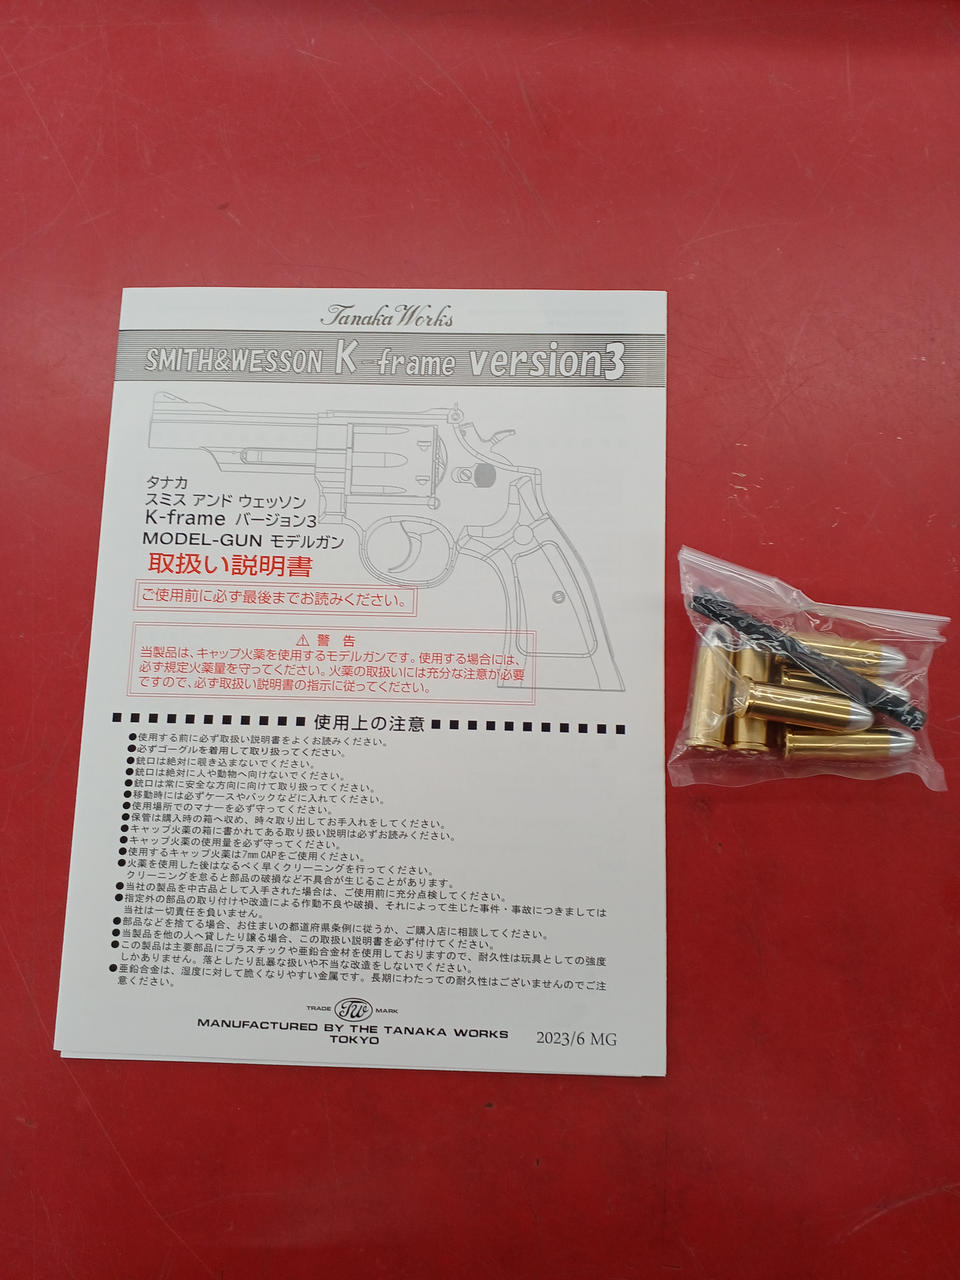 Tanaka Works
SMITH&WESSON K-frame version3
タナカ
スミス アンド ウェッソン
K-frame バージョン3
MODEL-GUN モデルガン
取扱い説明書
ご使用前に必ず最後までお読みください。
⚠ 警 告
当製品は、キャップ火薬を使用するモデルガンです。使用する場合には、
必ず規定火薬量を守ってください。火薬の取扱いには充分な注意が必要
ですので、必ず取扱い説明書の指示に従ってください。
■■■■■■■■■■■ 使用上の注意 ■■■■■■■■■■■
●使用する前に必ず取扱い説明書をよくお読みください。
●必ずゴーグルを着用して取り扱ってください。
●銃口は絶対に覗き込まないでください。
●銃口は絶対に人や動物へ向けないでください。
●銃口は常に安全な方向に向けて取り扱ってください。
●移動時には必ずケースやバックなどに入れてください。
●使用場所でのマナーを必ず守ってください。
●保管は購入時の箱へ収め、時々取り出してお手入れをしてください。
●キャップ火薬の箱に書かれてある取り扱い説明は必ずお読みください。
●キャップ火薬の使用量を必ず守ってください。
●使用するキャップ火薬は7mm CAPをご使用ください。
●火薬を使用した後はなるべく早くクリーニングを行ってください。
クリーニングを怠ると部品の破損など不具合が生じることがあります。
●当社の製品を中古品として入手された場合は、ご使用前に充分点検してください。
●指定外の部品の取り付けや改造による作動不良や破損、それによって生じた事件・事故につきましては
当社は一切責任を負いません。
●部品などを捨てる場合、お住まいの都道府県条例に従うか、ご購入店に相談してください。
●当製品を他の人へ貸したり譲る場合、この取扱い説明書を必ず付けてください。
●この製品は主要部品にプラスチックや亜鉛合金材を使用しておりますので、耐久性は玩具としての強度
しかありません。落としたり乱暴な扱いや不当な改造をしないでください。
●亜鉛合金は、湿度に対して脆くなりやすい金属です。長期にわたっての耐久性はございませんのでご注
意ください。
TRADE TW MARK
MANUFACTURED BY THE TANAKA WORKS
TOKYO
2023/6 MG